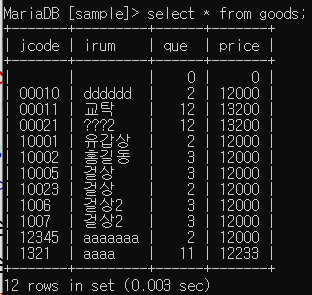 MariaDB [sample]> select * from goods;
+-------+---------+-----+-------+
| jcode | irum | que | price |
+-------+---------+-----+-------+
| | | 0 | 0 |
| 00010 | dddddd | 2 | 12000 |
| 00011 | 교탁 | 12 | 13200 |
| 00021 | ???2 | 12 | 13200 |
| 10001 | 유갑상 | 2 | 12000 |
| 10002 | 홍길동 | 3 | 12000 |
| 10005 | 걸상 | 3 | 12000 |
| 10023 | 걸상 | 2 | 12000 |
| 1006 | 걸상2 | 3 | 12000 |
| 1007 | 걸상2 | 3 | 12000 |
| 12345 | aaaaaaa | 2 | 12000 |
| 1321 | aaaa | 11 | 12233 |
+-------+---------+-----+-------+
12 rows in set (0.003 sec)